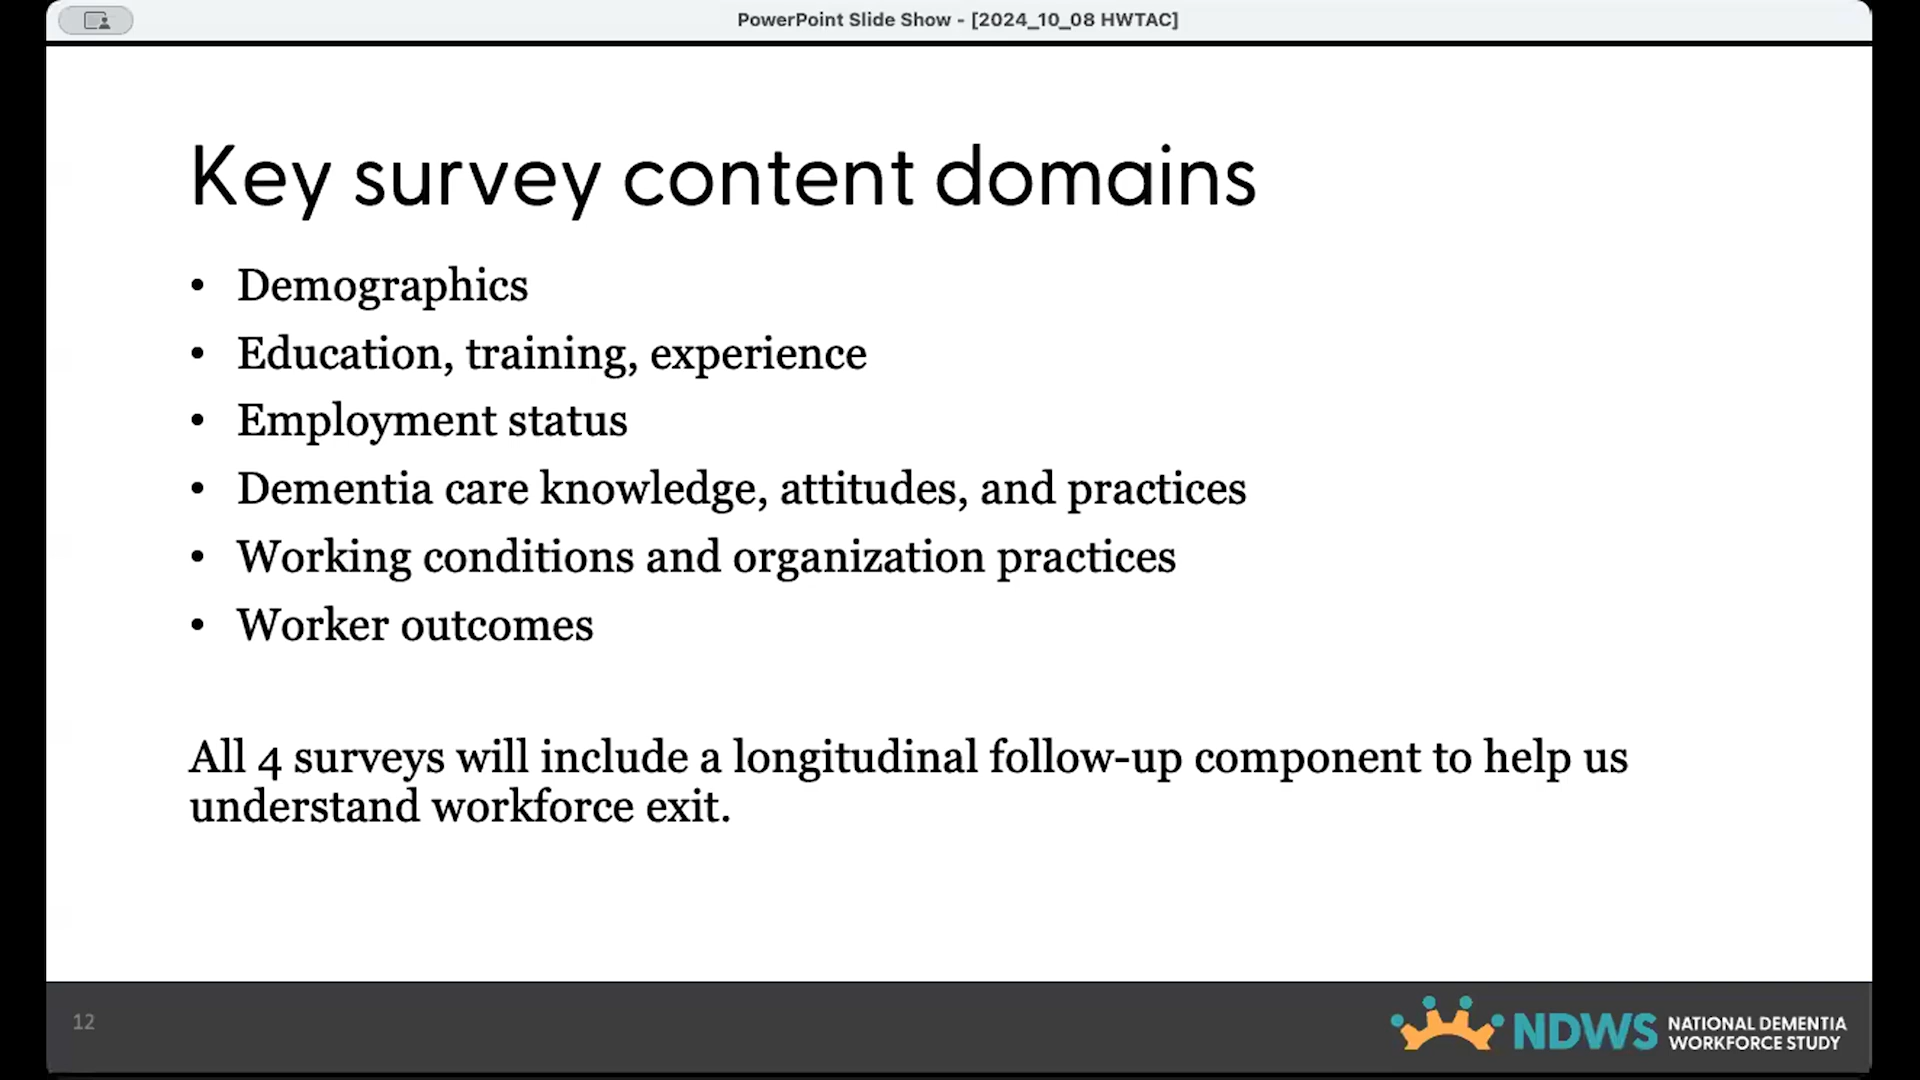 PowerPoint Slide Show - [2024_10_08 HWTAC]
Key survey content domains
• Demographics
• Education, training, experience
• Employment status
• Dementia care knowledge, attitudes, and practices
• Working conditions and organization practices
• Worker outcomes
All 4 surveys will include a longitudinal follow-up component to help us
understand workforce exit.
12
NDWS
NATIONAL DEMENTIA
WORKFORCE STUDY